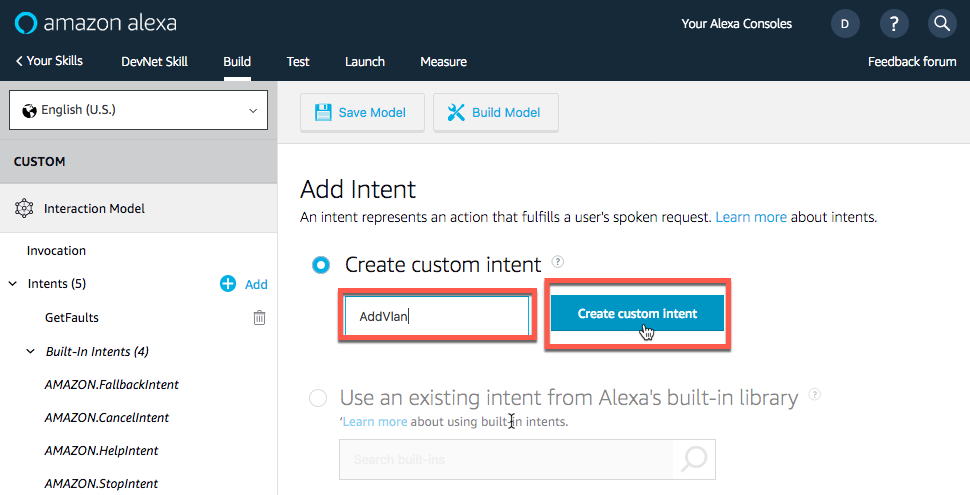 amazon alexa
Your Alexa Consoles
D
?
Your Skills
DevNet Skill
Build
Test
Launch
Measure
Feedback forum
English (U.S.)
Save Model
Build Model
CUSTOM
Interaction Model
Invocation
Intents (5)
Add
GetFaults
Built-In Intents (4)
AMAZON.FallbackIntent
AMAZON.CancelIntent
AMAZON.HelpIntent
AMAZON.StopIntent
Add Intent
An intent represents an action that fulfills a user's spoken request. Learn more about intents.
Create custom intent ?
AddVlan
Create custom intent
Use an existing intent from Alexa's built-in library ?
'Learn more about using built-in intents.
Search built-ins